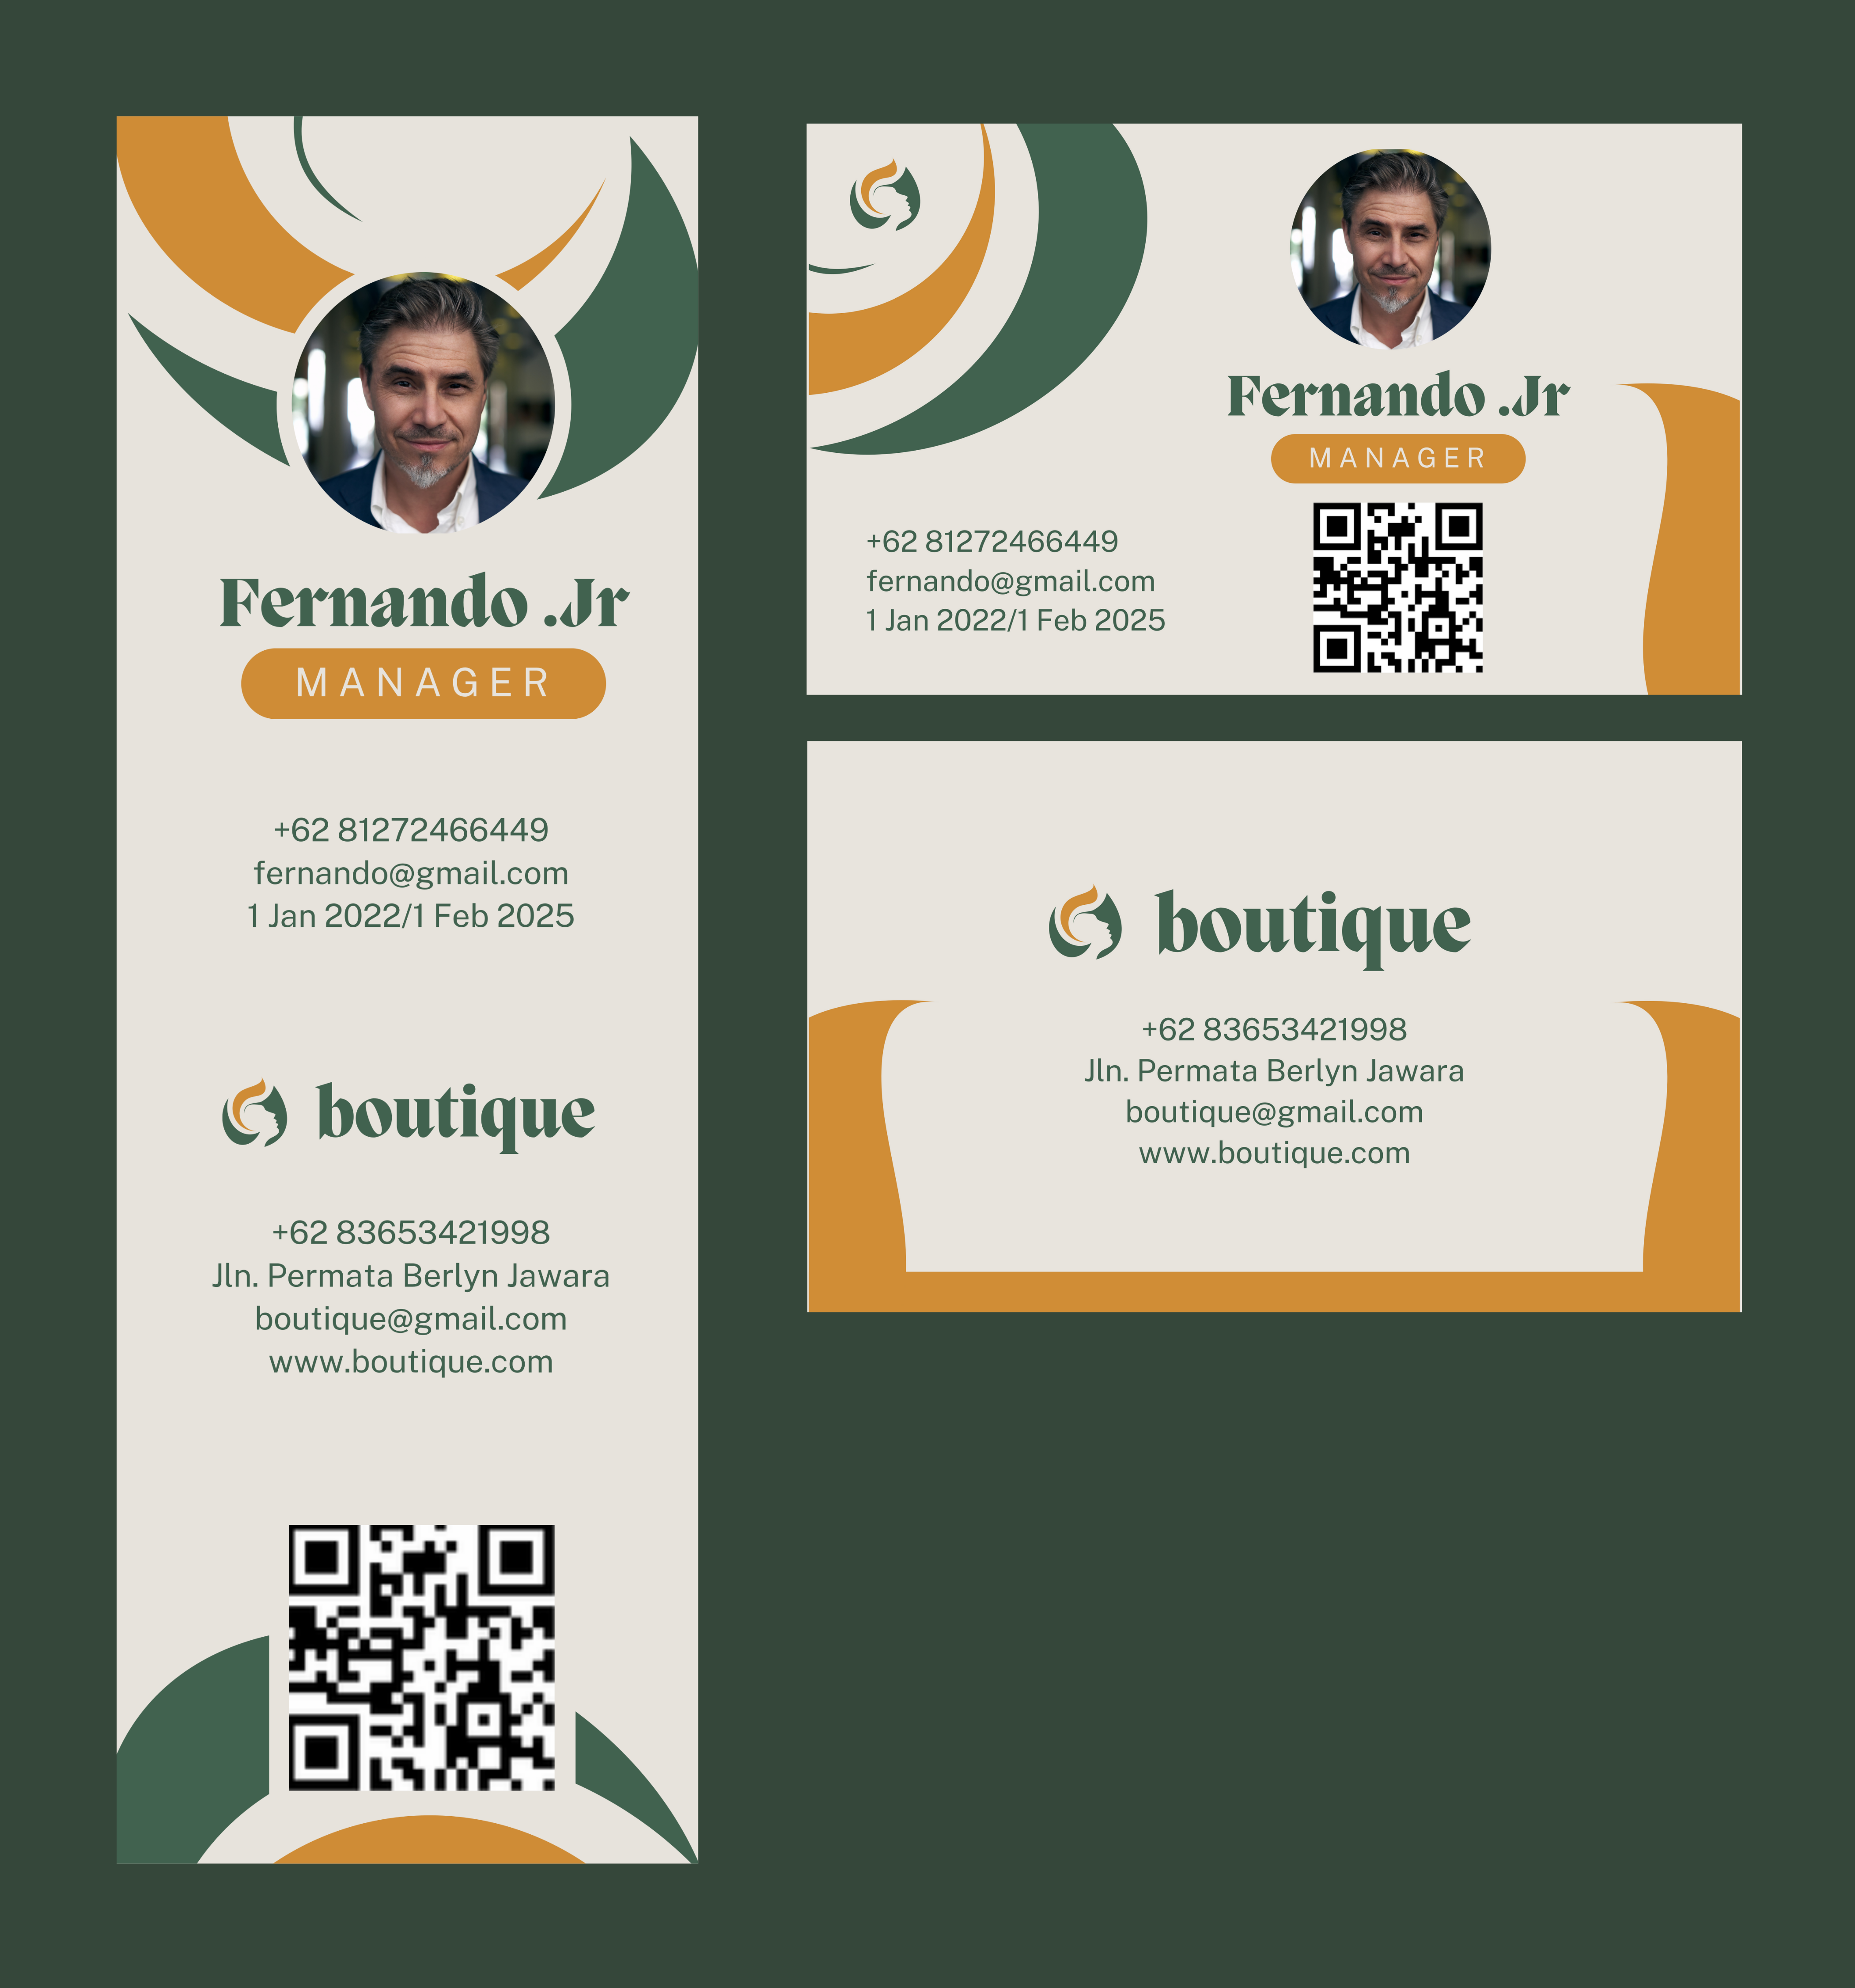 Fernando .Jr
MANAGER
+62 81272466449
fernando@gmail.com
1 Jan 2022/1 Feb 2025
boutique
+62 83653421998
Jln. Permata Berlyn Jawara
boutique@gmail.com
www.boutique.com
Fernando .Jr
MANAGER
+62 81272466449
fernando@gmail.com
1 Jan 2022/1 Feb 2025
boutique
+62 83653421998
Jln. Permata Berlyn Jawara
boutique@gmail.com
www.boutique.com